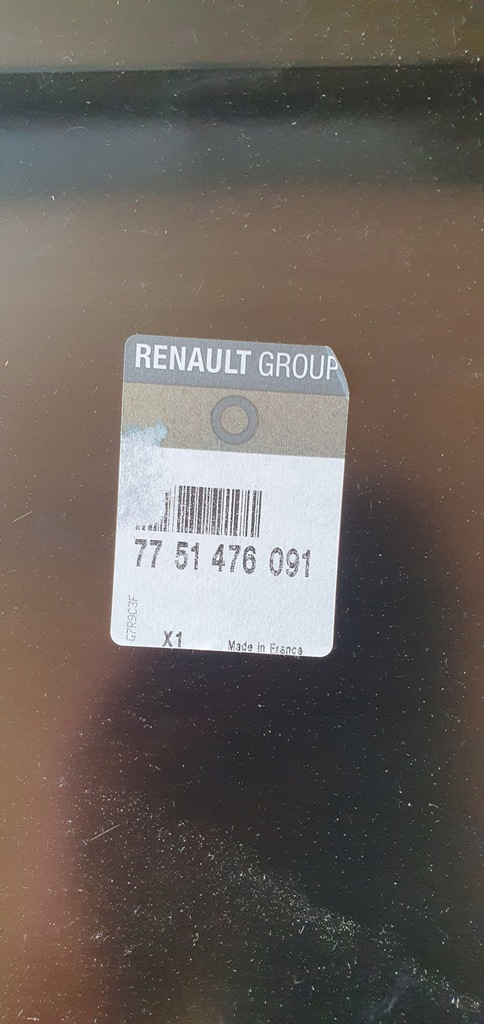 RENAULT GROUP
77 51 476 091
G7R9C3F
X1
Made in France